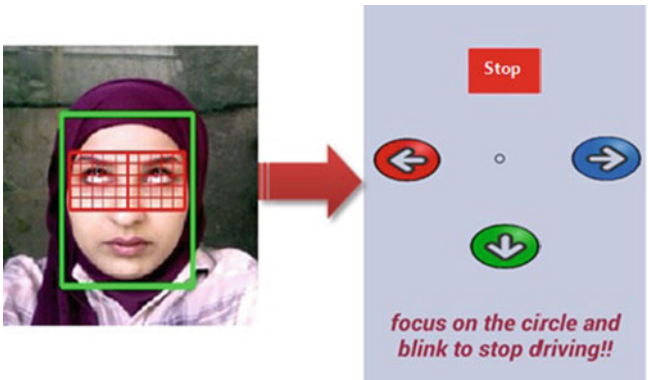 Stop
focus on the circle and
blink to stop driving!!